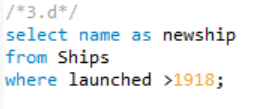 /*3.d*/
select name as newship
from Ships
where launched >1918;